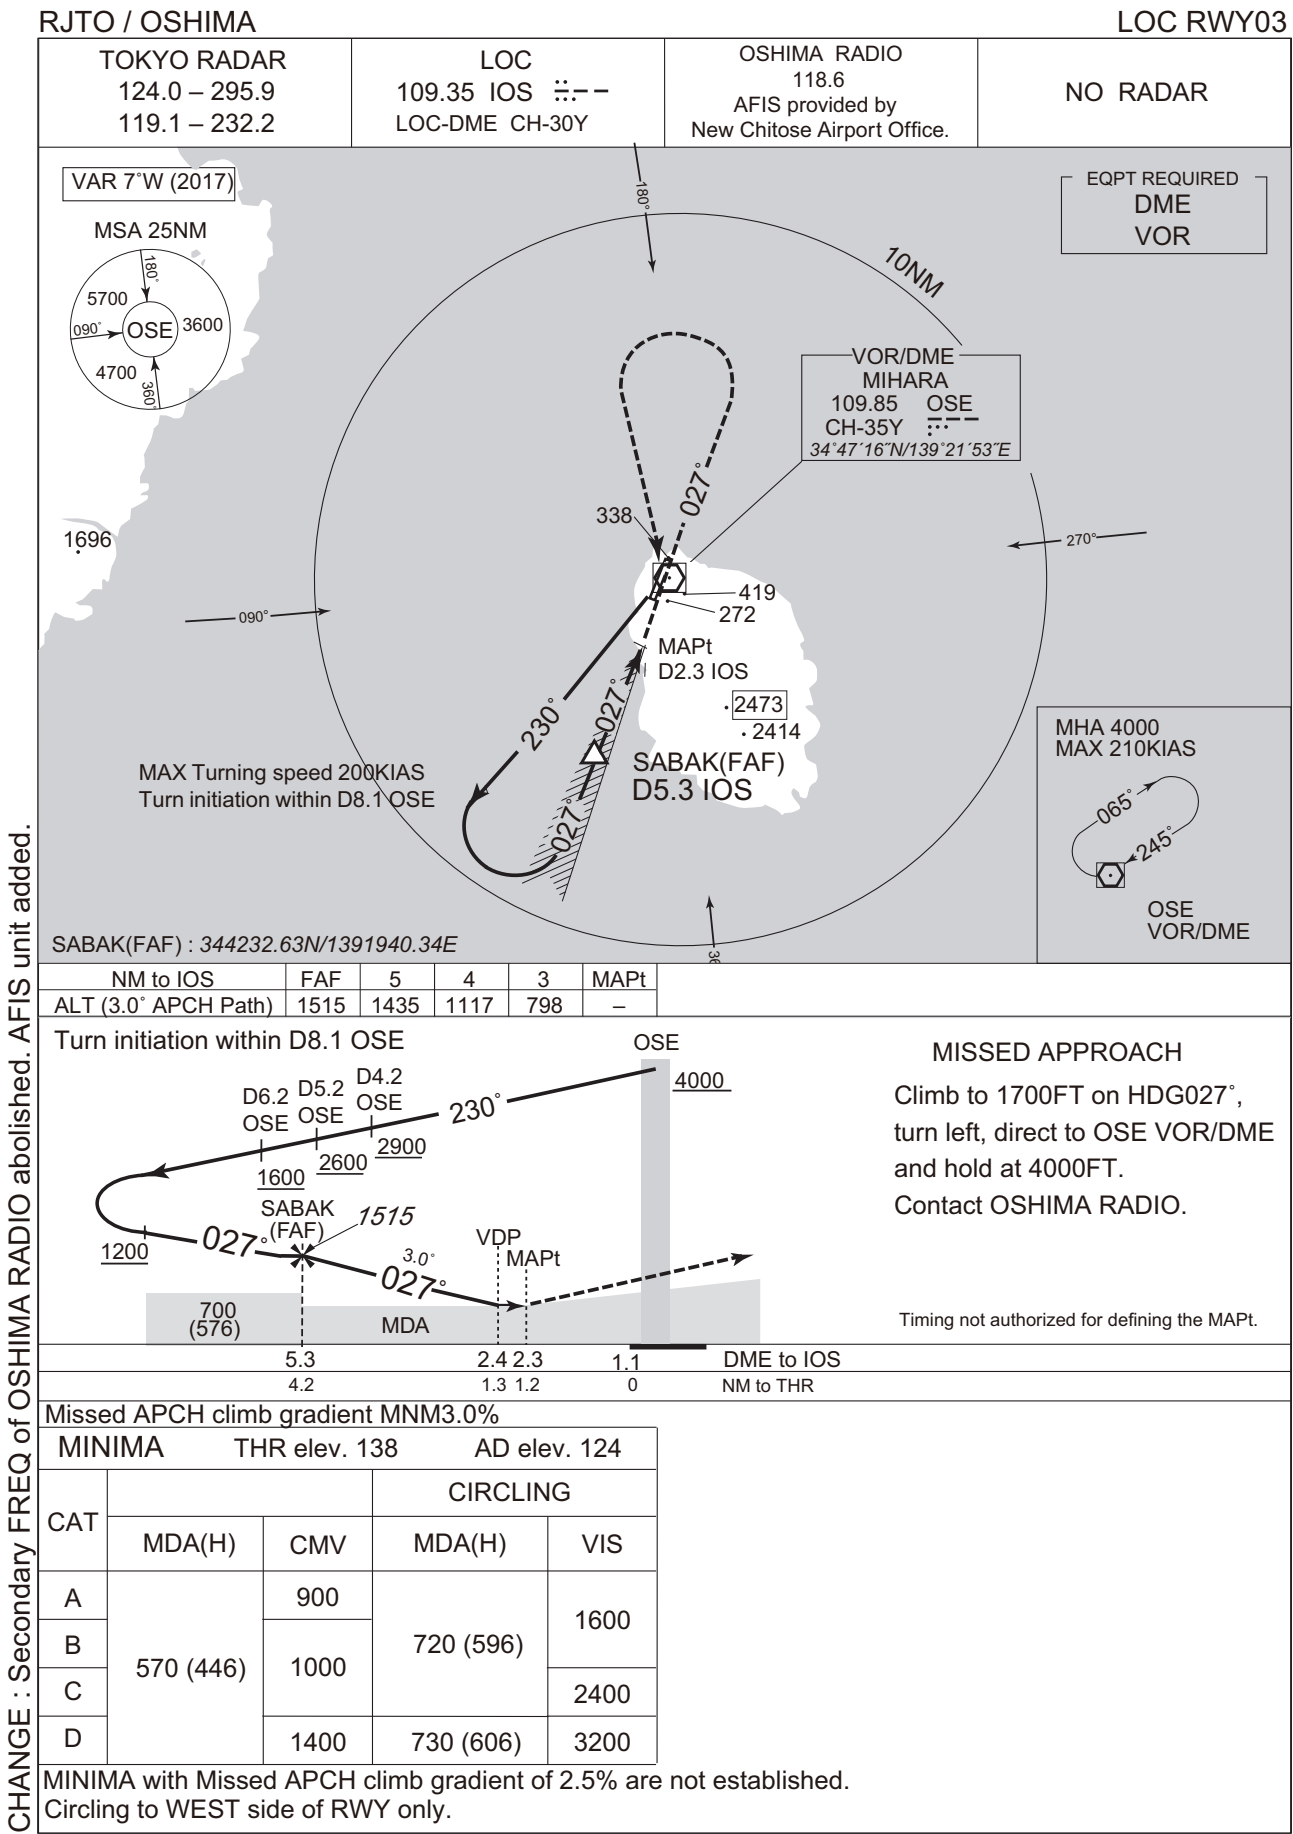 RJTO / OSHIMA
LOC RWY03
TOKYO RADAR
124.0 – 295.9
119.1 – 232.2
LOC
109.35 IOS
LOC-DME CH-30Y
OSHIMA RADIO
118.6
AFIS provided by
New Chitose Airport Office.
NO RADAR
VAR 7°W (2017)
MSA 25NM
180°
5700
3600
090°
OSE
4700
360°
180°
EQPT REQUIRED
DME
VOR
10NM
VOR/DME
MIHARA
109.85 OSE
CH-35Y
34°47′16″N/139°21′53″E
027°
338
1696
270°
419
272
090°
MAPt
D2.3 IOS
230°
027°
2473
2414
SABAK(FAF)
D5.3 IOS
MAX Turning speed 200KIAS
Turn initiation within D8.1 OSE
027°
MHA 4000
MAX 210KIAS
065°
245°
OSE
VOR/DME
SABAK(FAF) : 344232.63N/1391940.34E
NM to IOS FAF 5 4 3 MAPt
ALT (3.0° APCH Path) 1515 1435 1117 798 –
Turn initiation within D8.1 OSE
OSE
4000
D6.2
OSE
D5.2
OSE
D4.2
OSE
230°
2900
2600
1600
SABAK
(FAF)
1515
1200
027°
3.0°
027°
VDP
MAPt
700
(576)
MDA
MISSED APPROACH
Climb to 1700FT on HDG027°,
turn left, direct to OSE VOR/DME
and hold at 4000FT.
Contact OSHIMA RADIO.
Timing not authorized for defining the MAPt.
5.3 2.4 2.3 1.1 DME to IOS
4.2 1.3 1.2 0 NM to THR
Missed APCH climb gradient MNM3.0%
MINIMA THR elev. 138 AD elev. 124
CAT
CIRCLING
MDA(H) CMV MDA(H) VIS
A
900
B
C
D
570 (446)
1000
1400
720 (596)
730 (606)
1600
2400
3200
MINIMA with Missed APCH climb gradient of 2.5% are not established.
Circling to WEST side of RWY only.
CHANGE : Secondary FREQ of OSHIMA RADIO abolished. AFIS unit added.